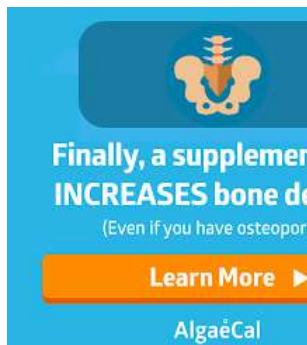 Finally, a supplemen
INCREASES bone de
(Even if you have osteopor
Learn More
AlgaeCal